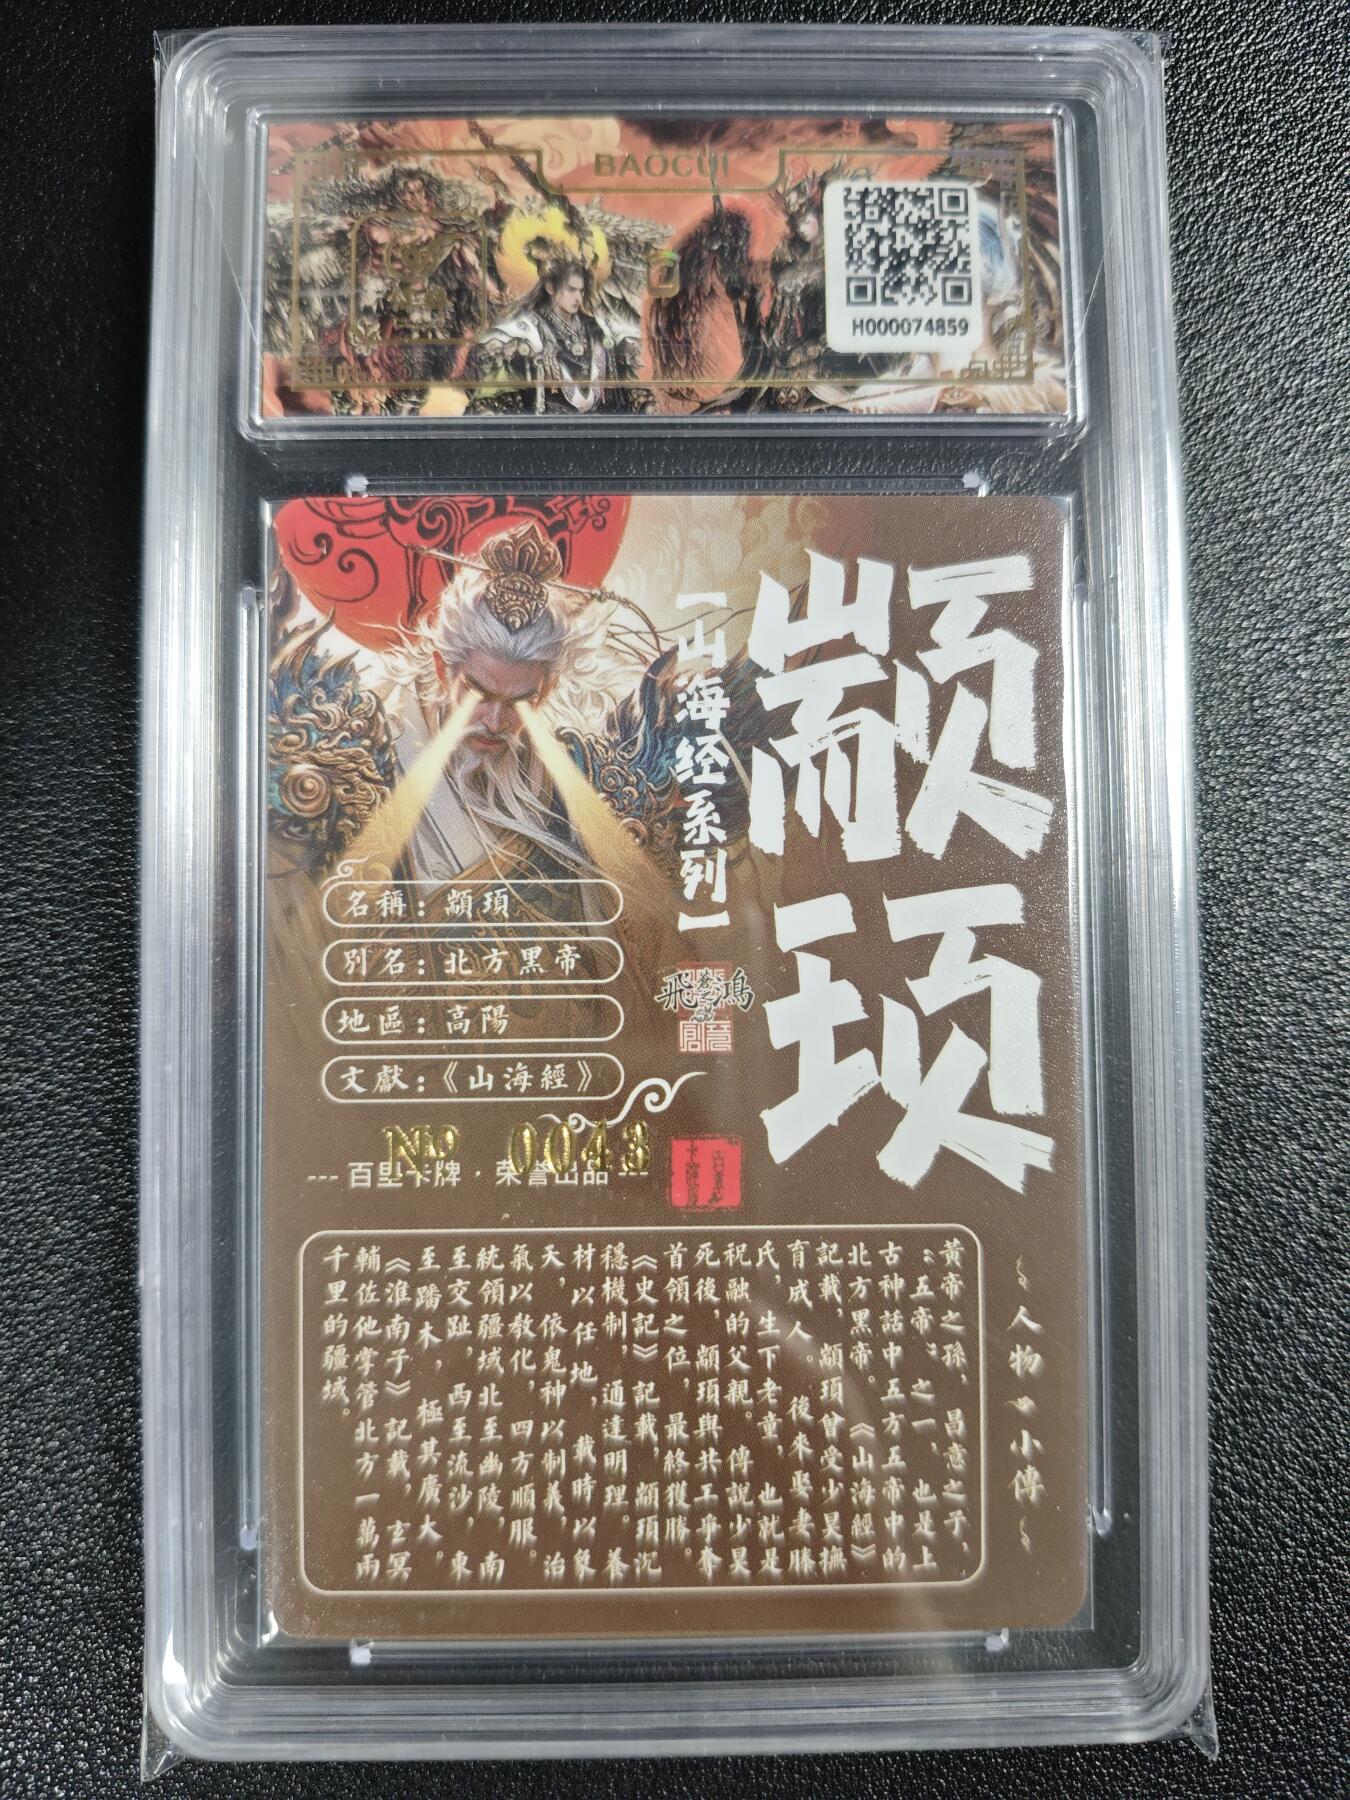 BAOCUI
H000074859
颛顼
【山海经系列】
飛鴻
名稱：顓頊
別名：北方黑帝
地區：高陽
文獻：《山海經》
№ 0043
--- 百里卡牌 · 荣誉出品 ---
人物小傳
黃帝之孫，昌意之子，
“五帝”之一，也是上
古神話中五方五帝中的
北方黑帝。《山海經》
記載，顓頊曾受少昊撫
育成人。後來娶妻滕
氏，生下老童，也就是
祝融的父親。傳説少昊
死後，顓頊與共工爭奪
首領之位，最終獲勝。
《史記》記載，顓頊沉
穩機制，通達明理。養
材以任地，載時以象
天，依鬼神以制義，治
氣以教化，四方順服。
統領疆域北至幽陵，南
至交趾，西至流沙，東
至蹯木，極其廣大。
《淮南子》記載，玄冥
輔佐他掌管北方一萬兩
千里的疆域。